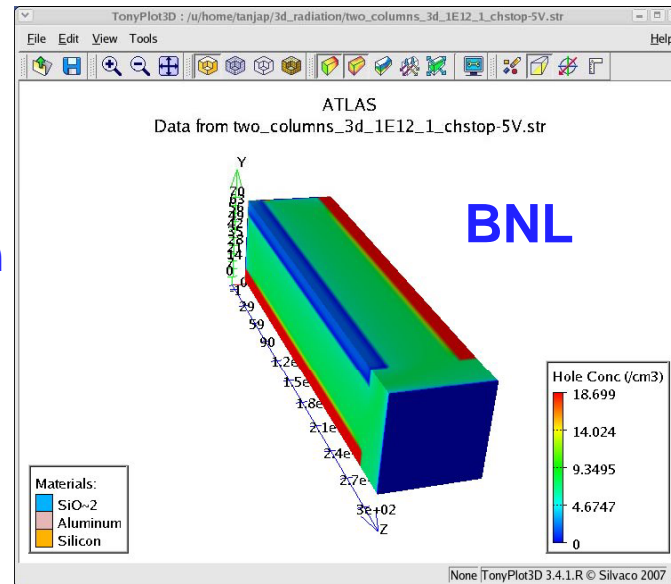 TonyPlot3D : /u/home/tanjap/3d_radiation/two_columns_3d_1E12_1_chstop-5V.str
File Edit View Tools Help
ATLAS
Data from two_columns_3d_1E12_1_chstop-5V.str
BNL
Y
70
63
56
49
42
35
28
21
14
7
0
0
-1
29
59
90
1.2e
1.5e
1.8e
2.1e
2.4e
2.7e
3e+02
Z
Hole Conc (/cm3)
18.699
14.024
9.3495
4.6747
0
Materials:
SiO~2
Aluminum
Silicon
None TonyPlot3D 3.4.1.R © Silvaco 2007